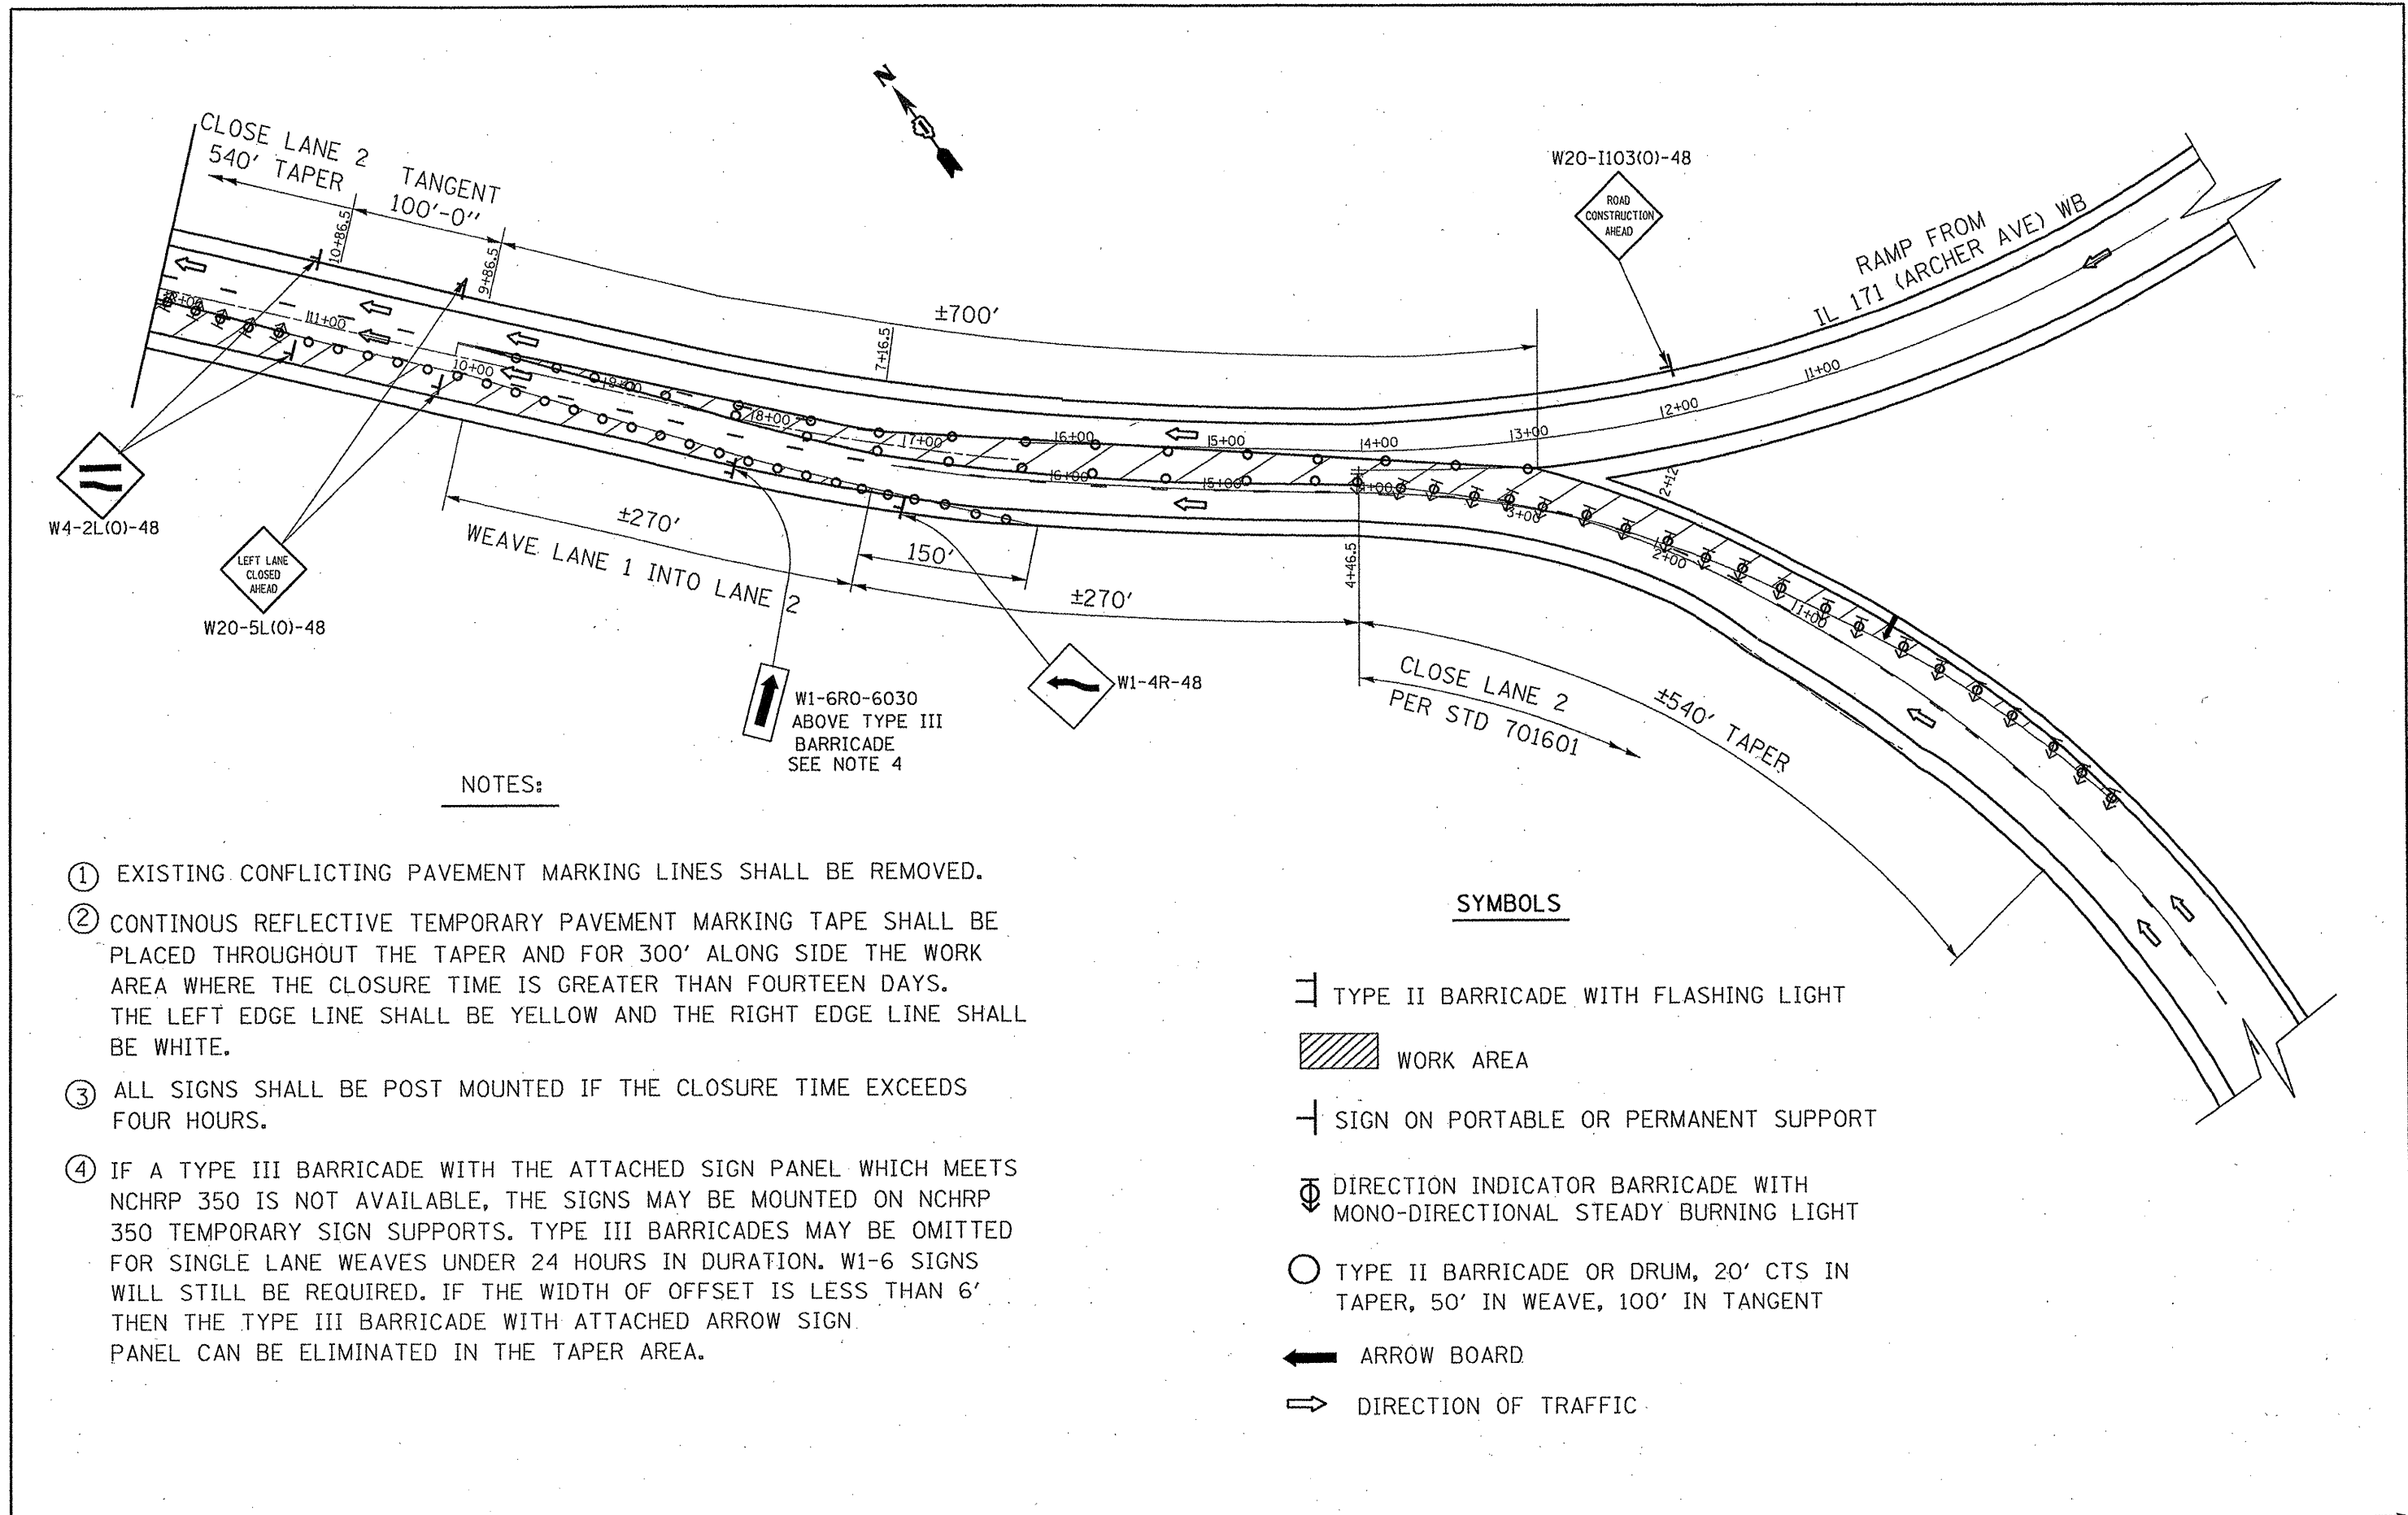 N
CLOSE LANE 2
540' TAPER
TANGENT
100'-0"
10+86.5
9+86.5
±700'
7+16.5
W20-I103(O)-48
ROAD
CONSTRUCTION
AHEAD
RAMP FROM
IL 171 (ARCHER AVE) WB
11+00
12+00
13+00
14+00
15+00
16+00
17+00
18+00
111+00
10+00
16+00
15+00
3+00
2+00
11+00
2+12
4+46.5
W4-2L(O)-48
LEFT LANE
CLOSED
AHEAD
W20-5L(O)-48
±270'
WEAVE LANE 1 INTO LANE 2
150'
±270'
W1-6RO-6030
ABOVE TYPE III
BARRICADE
SEE NOTE 4
W1-4R-48
CLOSE LANE 2
PER STD 701601
±540' TAPER
NOTES:
1 EXISTING CONFLICTING PAVEMENT MARKING LINES SHALL BE REMOVED.
2 CONTINOUS REFLECTIVE TEMPORARY PAVEMENT MARKING TAPE SHALL BE
PLACED THROUGHOUT THE TAPER AND FOR 300' ALONG SIDE THE WORK
AREA WHERE THE CLOSURE TIME IS GREATER THAN FOURTEEN DAYS.
THE LEFT EDGE LINE SHALL BE YELLOW AND THE RIGHT EDGE LINE SHALL
BE WHITE.
3 ALL SIGNS SHALL BE POST MOUNTED IF THE CLOSURE TIME EXCEEDS
FOUR HOURS.
4 IF A TYPE III BARRICADE WITH THE ATTACHED SIGN PANEL WHICH MEETS
NCHRP 350 IS NOT AVAILABLE, THE SIGNS MAY BE MOUNTED ON NCHRP
350 TEMPORARY SIGN SUPPORTS. TYPE III BARRICADES MAY BE OMITTED
FOR SINGLE LANE WEAVES UNDER 24 HOURS IN DURATION. W1-6 SIGNS
WILL STILL BE REQUIRED. IF THE WIDTH OF OFFSET IS LESS THAN 6'
THEN THE TYPE III BARRICADE WITH ATTACHED ARROW SIGN
PANEL CAN BE ELIMINATED IN THE TAPER AREA.
SYMBOLS
TYPE II BARRICADE WITH FLASHING LIGHT
WORK AREA
SIGN ON PORTABLE OR PERMANENT SUPPORT
DIRECTION INDICATOR BARRICADE WITH
MONO-DIRECTIONAL STEADY BURNING LIGHT
TYPE II BARRICADE OR DRUM, 20' CTS IN
TAPER, 50' IN WEAVE, 100' IN TANGENT
ARROW BOARD
DIRECTION OF TRAFFIC